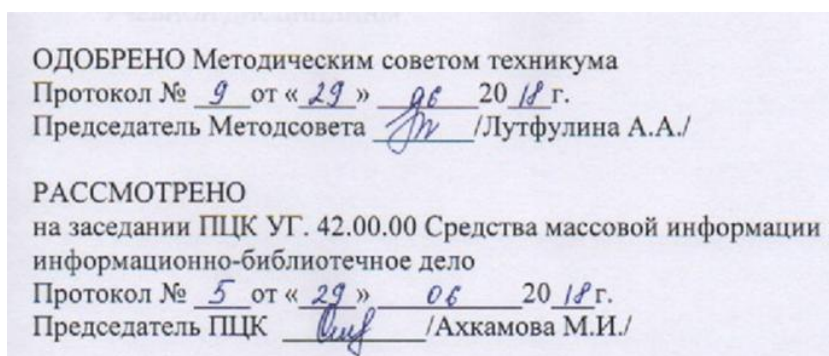 ОДОБРЕНО Методическим советом техникума
Протокол № 9 от « 29 » 06 20 18 г.
Председатель Методсовета /Лутфулина А.А./
РАССМОТРЕНО
на заседании ПЦК УГ. 42.00.00 Средства массовой информации
информационно-библиотечное дело
Протокол № 5 от « 29 » 06 20 18 г.
Председатель ПЦК /Ахкамова М.И./